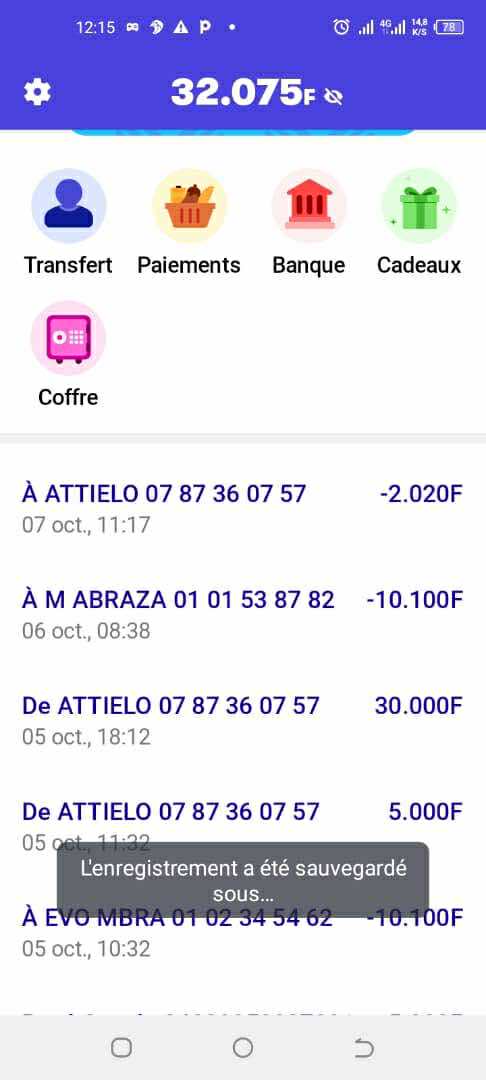 12:15
4G 14,8 K/S 78
32.075F
Transfert Paiements Banque Cadeaux
Coffre
À ATTIELO 07 87 36 07 57 -2.020F
07 oct., 11:17
À M ABRAZA 01 01 53 87 82 -10.100F
06 oct., 08:38
De ATTIELO 07 87 36 07 57 30.000F
05 oct., 18:12
De ATTIELO 07 87 36 07 57 5.000F
05 oct., 11:32
L'enregistrement a été sauvegardé
sous...
À EVO MBRA 01 02 34 54 62 -10.100F
05 oct., 10:32